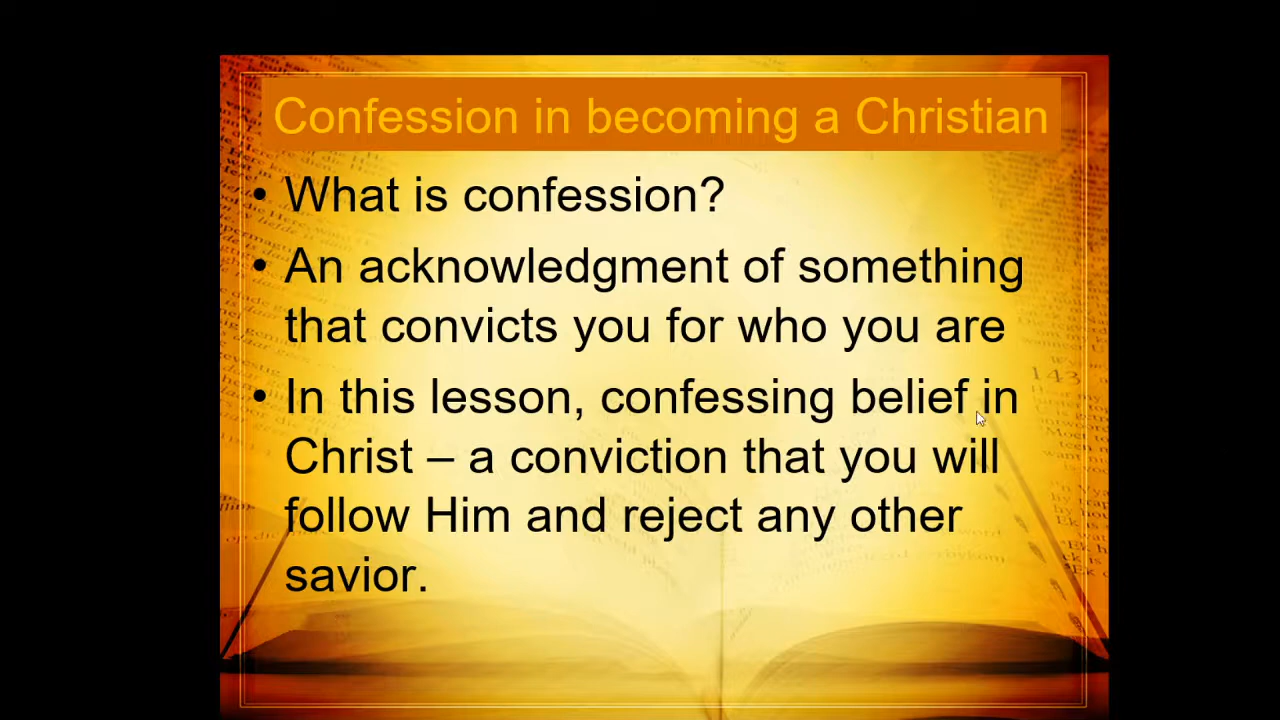 Confession in becoming a Christian
• What is confession?
• An acknowledgment of something
that convicts you for who you are
• In this lesson, confessing belief in
Christ – a conviction that you will
follow Him and reject any other
savior.
143